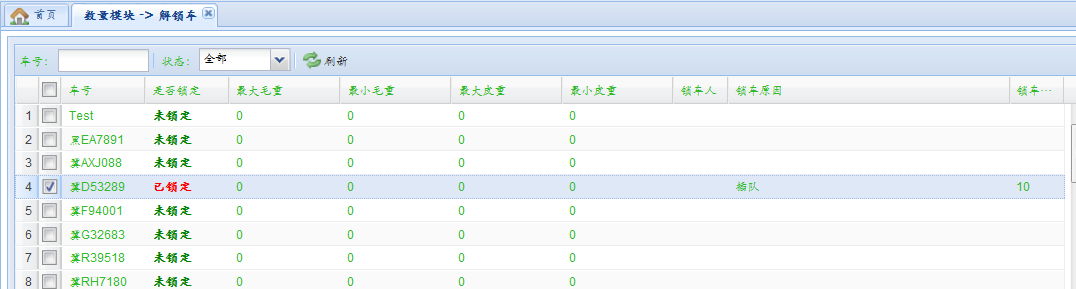 首页 数量模块 -> 解锁车
车号: 状态: 全部 刷新
车号 是否锁定 最大毛重 最小毛重 最大皮重 最小皮重 锁车人 锁车原因 锁车…
1 Test 未锁定 0 0 0 0
2 黑EA7891 未锁定 0 0 0 0
3 冀AXJ088 未锁定 0 0 0 0
4 冀D53289 已锁定 0 0 0 0 插队 10
5 冀F94001 未锁定 0 0 0 0
6 冀G32683 未锁定 0 0 0 0
7 冀R39518 未锁定 0 0 0 0
8 冀RH7180 未锁定 0 0 0 0